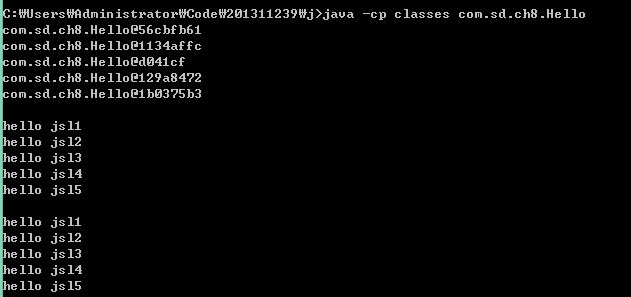 C:₩Users₩Administrator₩Code₩201311239₩j>java -cp classes com.sd.ch8.Hello
com.sd.ch8.Hello@56cbfb61
com.sd.ch8.Hello@1134affc
com.sd.ch8.Hello@d041cf
com.sd.ch8.Hello@129a8472
com.sd.ch8.Hello@1b0375b3
hello jsl1
hello jsl2
hello jsl3
hello jsl4
hello jsl5
hello jsl1
hello jsl2
hello jsl3
hello jsl4
hello jsl5